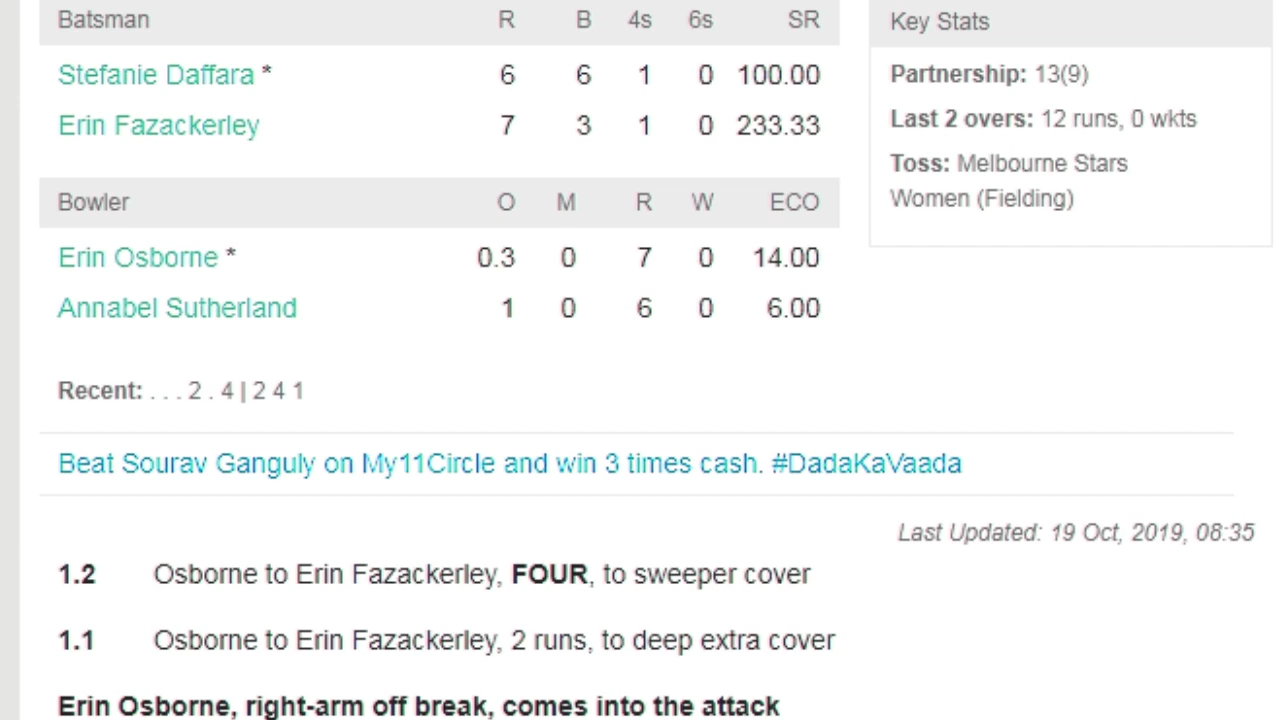 Batsman R B 4s 6s SR
Stefanie Daffara * 6 6 1 0 100.00
Erin Fazackerley 7 3 1 0 233.33
Bowler O M R W ECO
Erin Osborne * 0.3 0 7 0 14.00
Annabel Sutherland 1 0 6 0 6.00
Key Stats
Partnership: 13(9)
Last 2 overs: 12 runs, 0 wkts
Toss: Melbourne Stars
Women (Fielding)
Recent: . . . 2 . 4 | 2 4 1
Beat Sourav Ganguly on My11Circle and win 3 times cash. #DadaKaVaada
Last Updated: 19 Oct, 2019, 08:35
1.2 Osborne to Erin Fazackerley, FOUR, to sweeper cover
1.1 Osborne to Erin Fazackerley, 2 runs, to deep extra cover
Erin Osborne, right-arm off break, comes into the attack